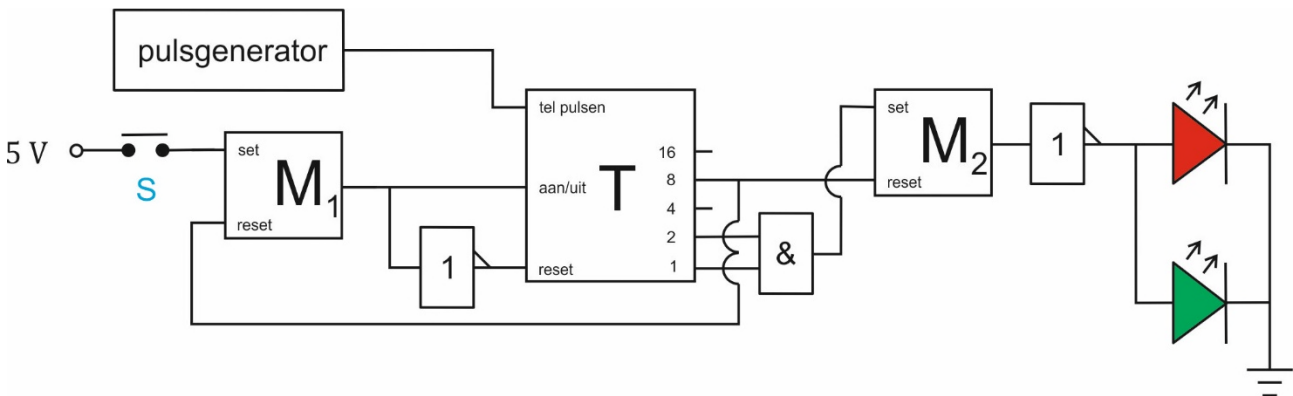 pulsgenerator
5 V
S
set
M1
reset
tel pulsen
aan/uit
T
reset
16
8
4
2
1
1
&
set
M2
reset
1